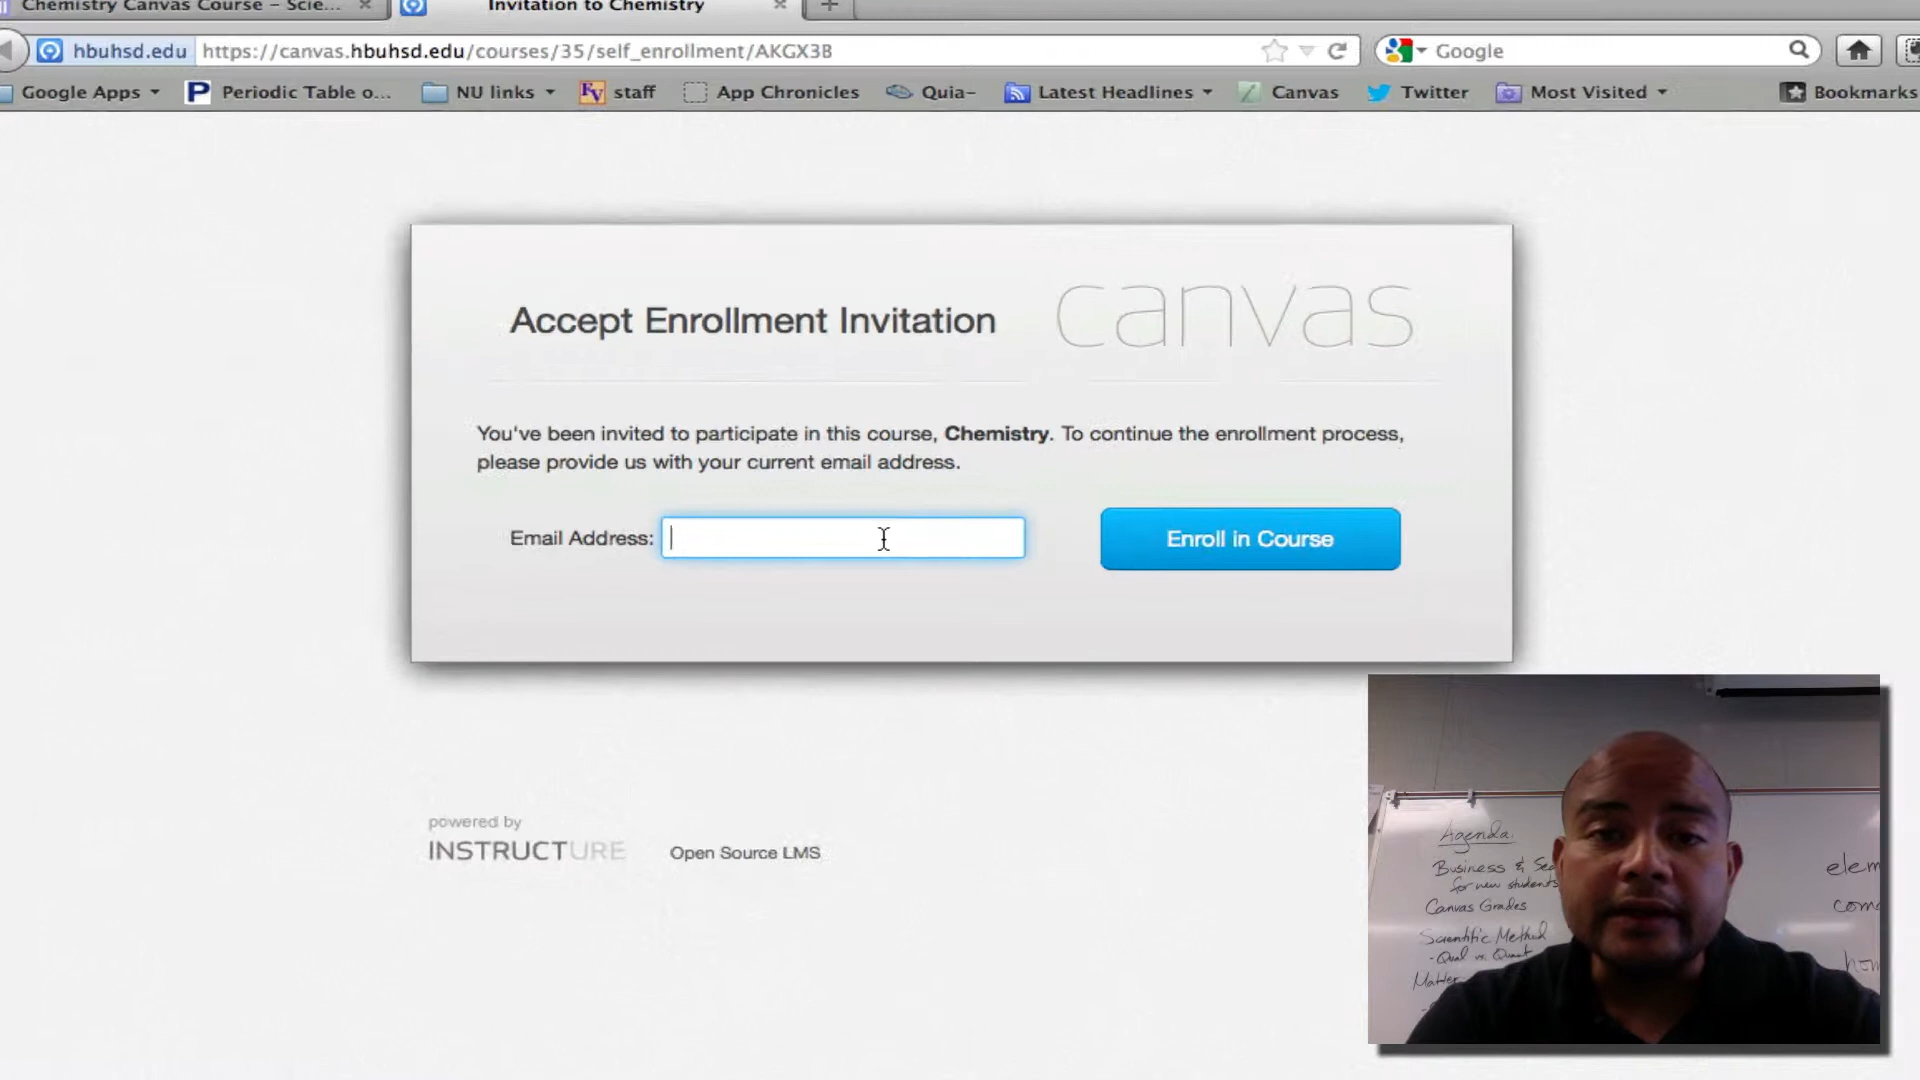 Chemistry Canvas Course – Scie...
Invitation to Chemistry
hbuhsd.edu
https://canvas.hbuhsd.edu/courses/35/self_enrollment/AKGX3B
Google
Google Apps
Periodic Table o...
NU links
staff
App Chronicles
Quia-
Latest Headlines
Canvas
Twitter
Most Visited
Bookmarks
Accept Enrollment Invitation
canvas
You've been invited to participate in this course, Chemistry. To continue the enrollment process,
please provide us with your current email address.
Email Address:
Enroll in Course
powered by
INSTRUCTURE
Open Source LMS
Agenda
Business & Sea
for new students
Canvas Grades
Scientific Method
- Qual vs. Quant
Matter
elem
com
hom